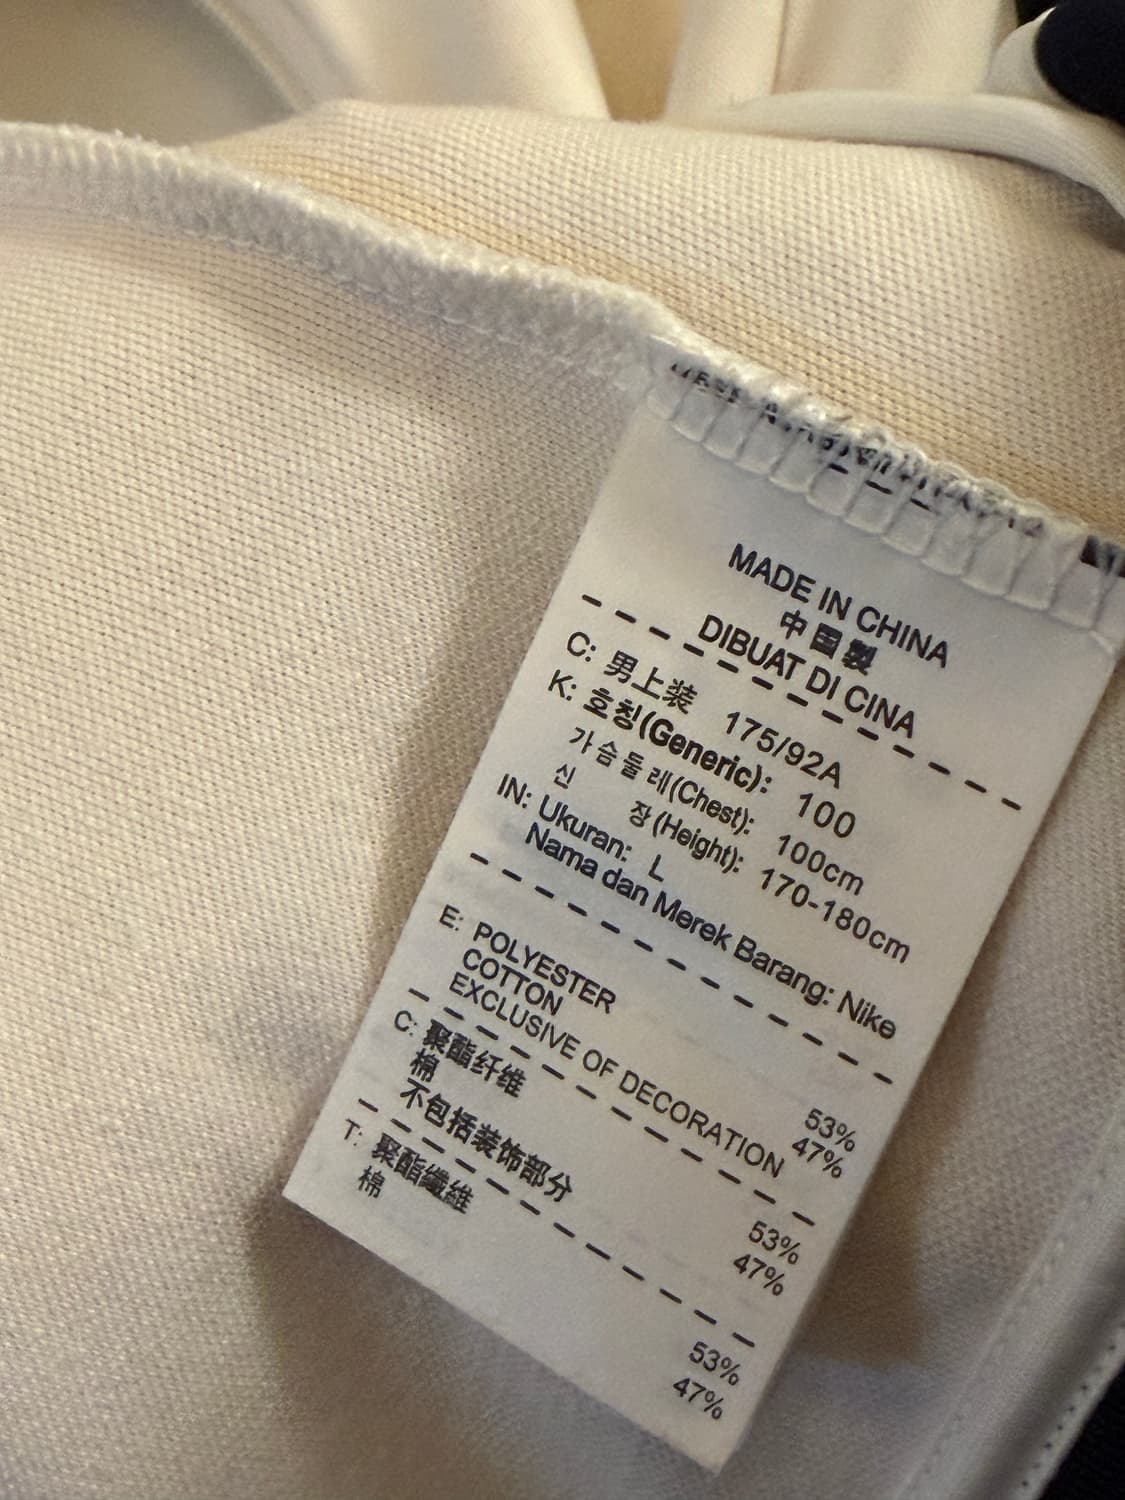 MADE IN CHINA
中国製
DIBUAT DI CINA
C: 男上装 175/92A
K: 호칭(Generic): 100
가슴둘레(Chest): 100cm
신 장(Height): 170-180cm
IN: Ukuran: L
Nama dan Merek Barang: Nike
E: POLYESTER 53%
COTTON 47%
EXCLUSIVE OF DECORATION
C: 聚酯纤维 53%
棉 47%
不包括装饰部分
T: 聚酯纖維 53%
棉 47%